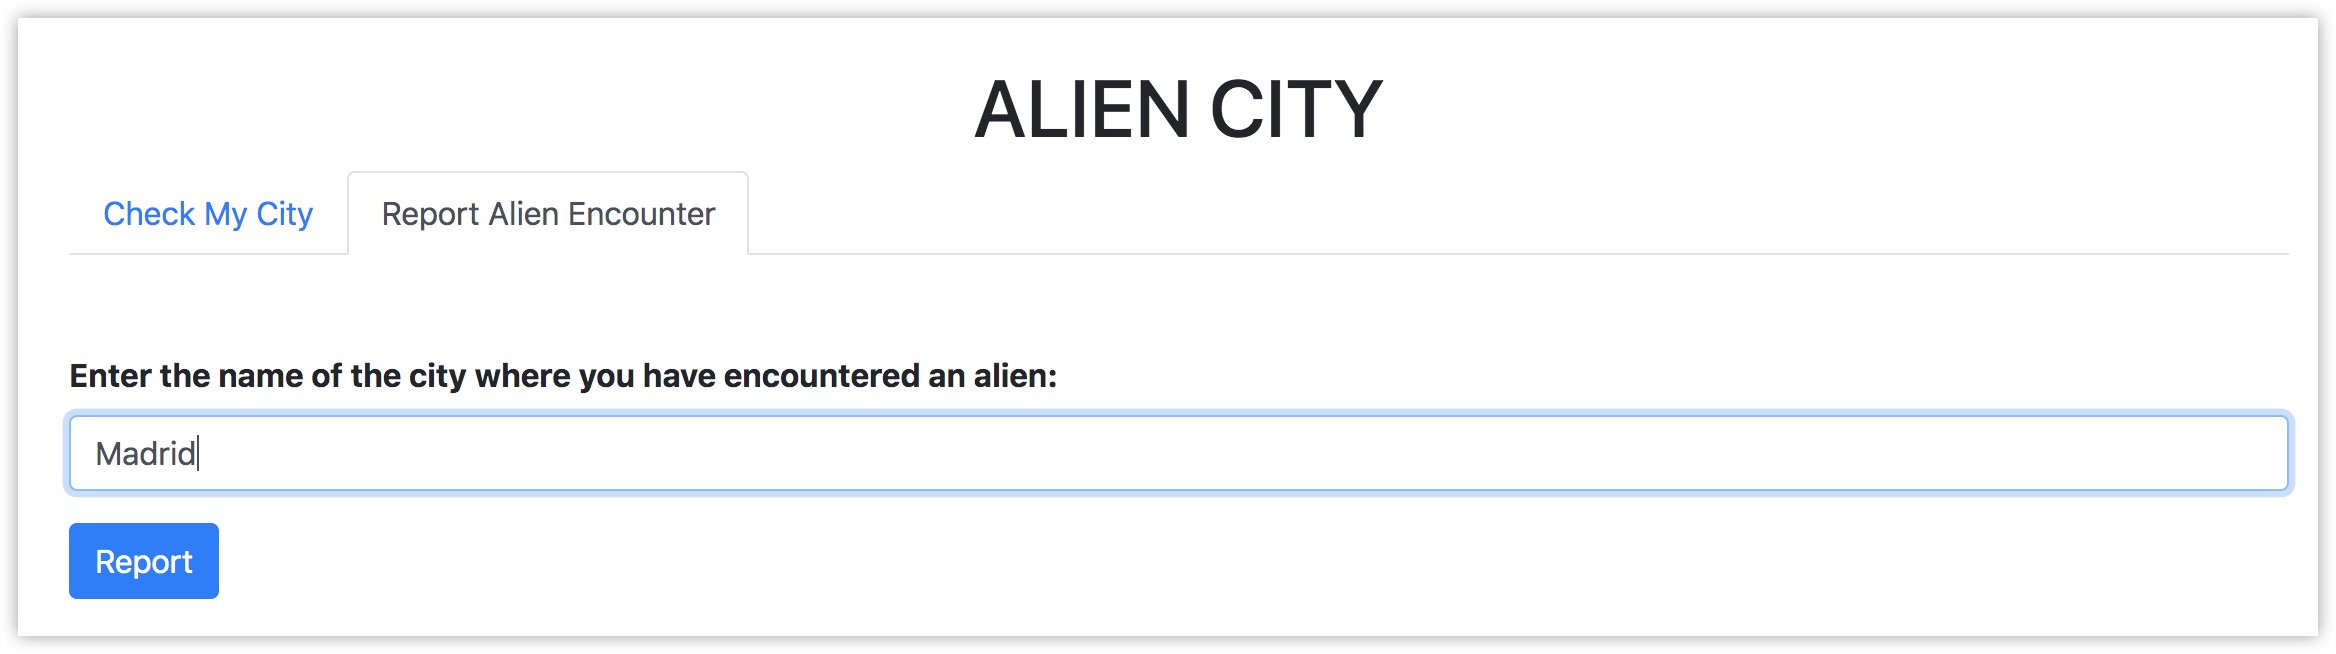 ALIEN CITY
Check My City
Report Alien Encounter
Enter the name of the city where you have encountered an alien:
Madrid
Report